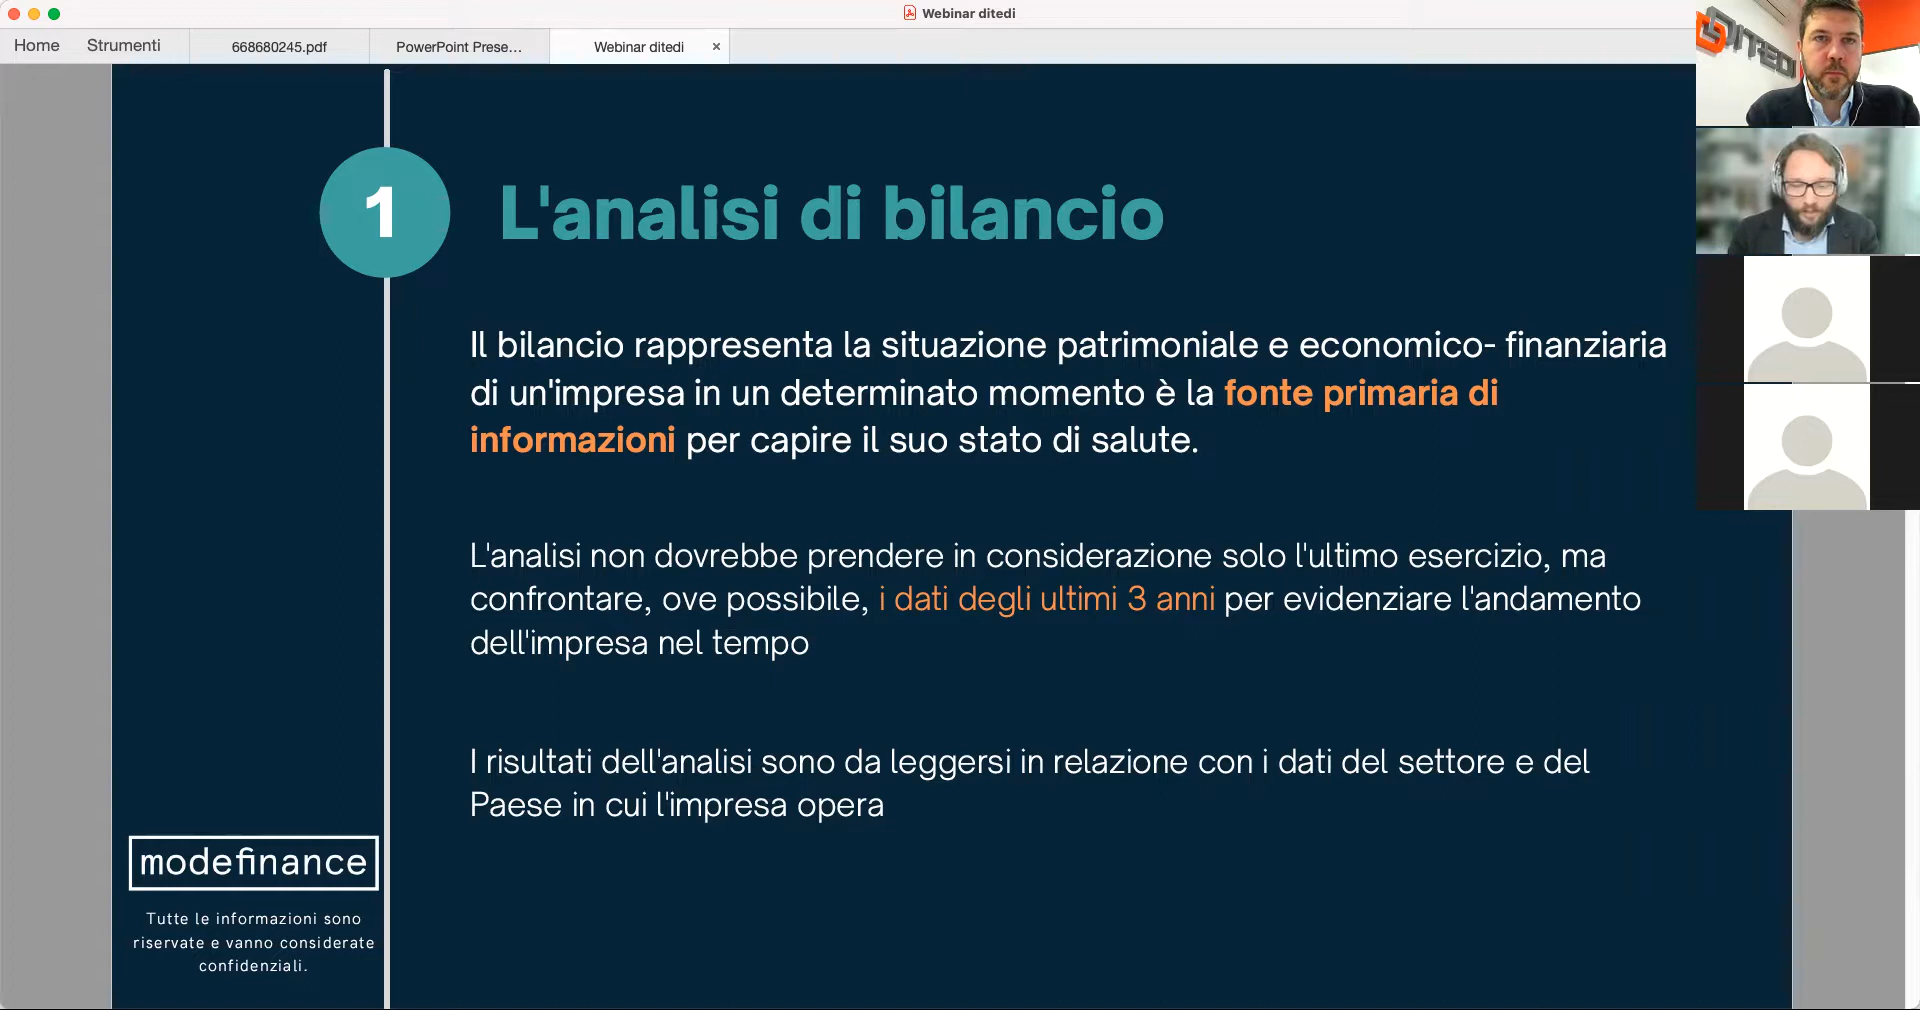 Webinar ditedi
Home
Strumenti
668680245.pdf
PowerPoint Prese...
Webinar ditedi
×
DITEDI
1
L'analisi di bilancio
Il bilancio rappresenta la situazione patrimoniale e economico- finanziaria
di un'impresa in un determinato momento è la fonte primaria di
informazioni per capire il suo stato di salute.
L'analisi non dovrebbe prendere in considerazione solo l'ultimo esercizio, ma
confrontare, ove possibile, i dati degli ultimi 3 anni per evidenziare l'andamento
dell'impresa nel tempo
I risultati dell'analisi sono da leggersi in relazione con i dati del settore e del
Paese in cui l'impresa opera
modefinance
Tutte le informazioni sono
riservate e vanno considerate
confidenziali.